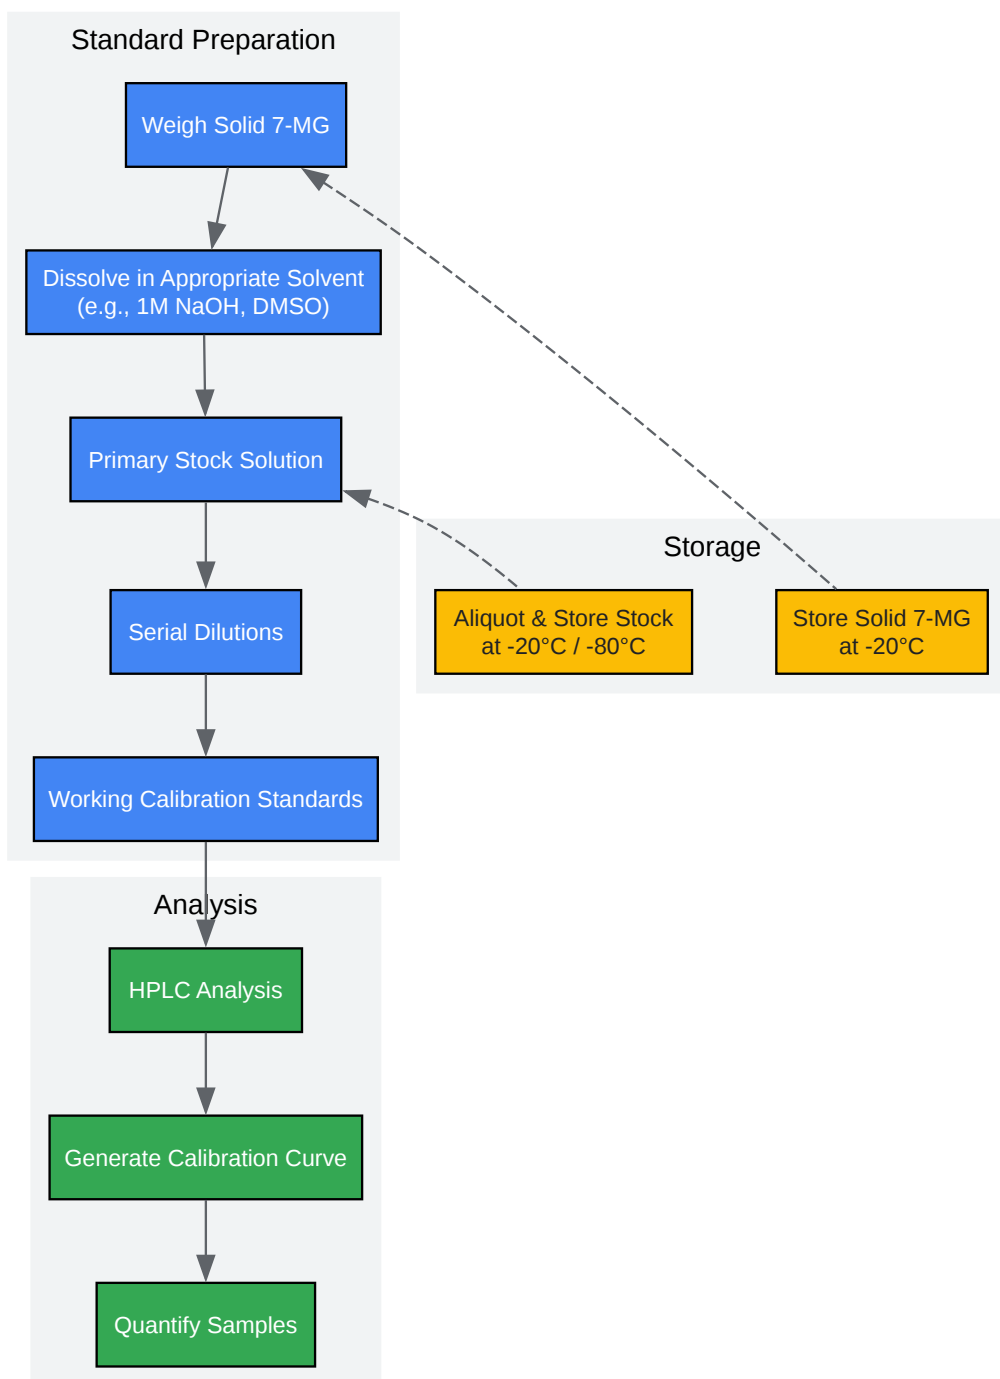 Standard Preparation
Weigh Solid 7-MG
Dissolve in Appropriate Solvent
(e.g., 1M NaOH, DMSO)
Primary Stock Solution
Serial Dilutions
Working Calibration Standards
Storage
Aliquot & Store Stock
at -20°C / -80°C
Store Solid 7-MG
at -20°C
Analysis
HPLC Analysis
Generate Calibration Curve
Quantify Samples